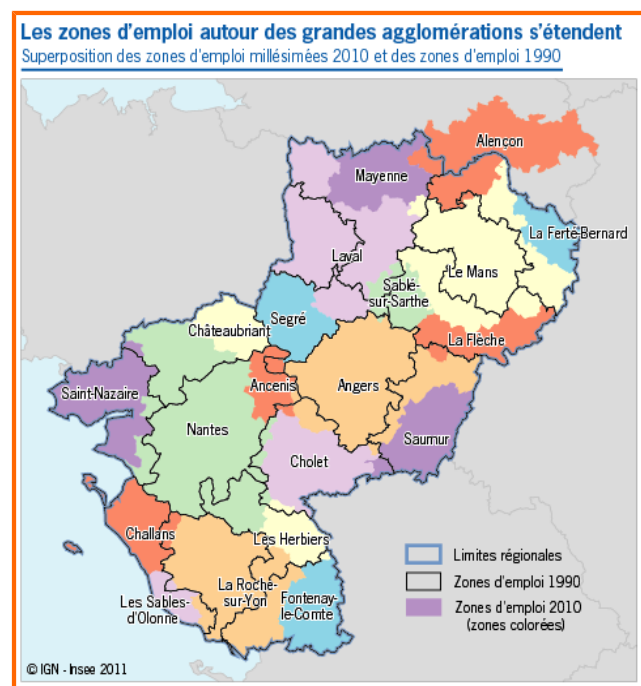 Les zones d'emploi autour des grandes agglomérations s'étendent
Superposition des zones d'emploi millésimées 2010 et des zones d'emploi 1990
Alençon
Mayenne
La Ferté-Bernard
Laval
Le Mans
Sablé-
sur-Sarthe
Segré
Châteaubriant
La Flèche
Saint-Nazaire
Ancenis
Angers
Nantes
Saumur
Cholet
Challans
Les Herbiers
La Roche-
sur-Yon
Les Sables-
d'Olonne
Fontenay-
le-Comte
Limites régionales
Zones d'emploi 1990
Zones d'emploi 2010
(zones colorées)
© IGN - Insee 2011